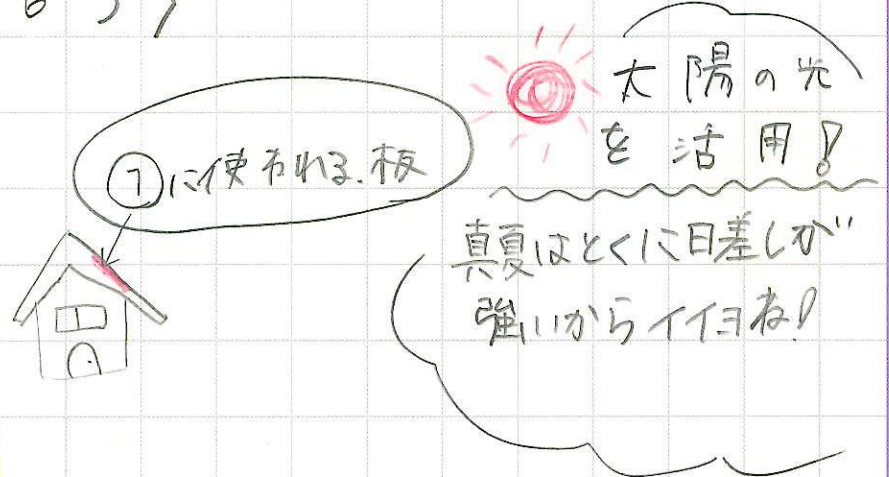 ⑦に使われる板
太陽の光
を活用!
真夏はとくに日差しが
強いからイイヨね!